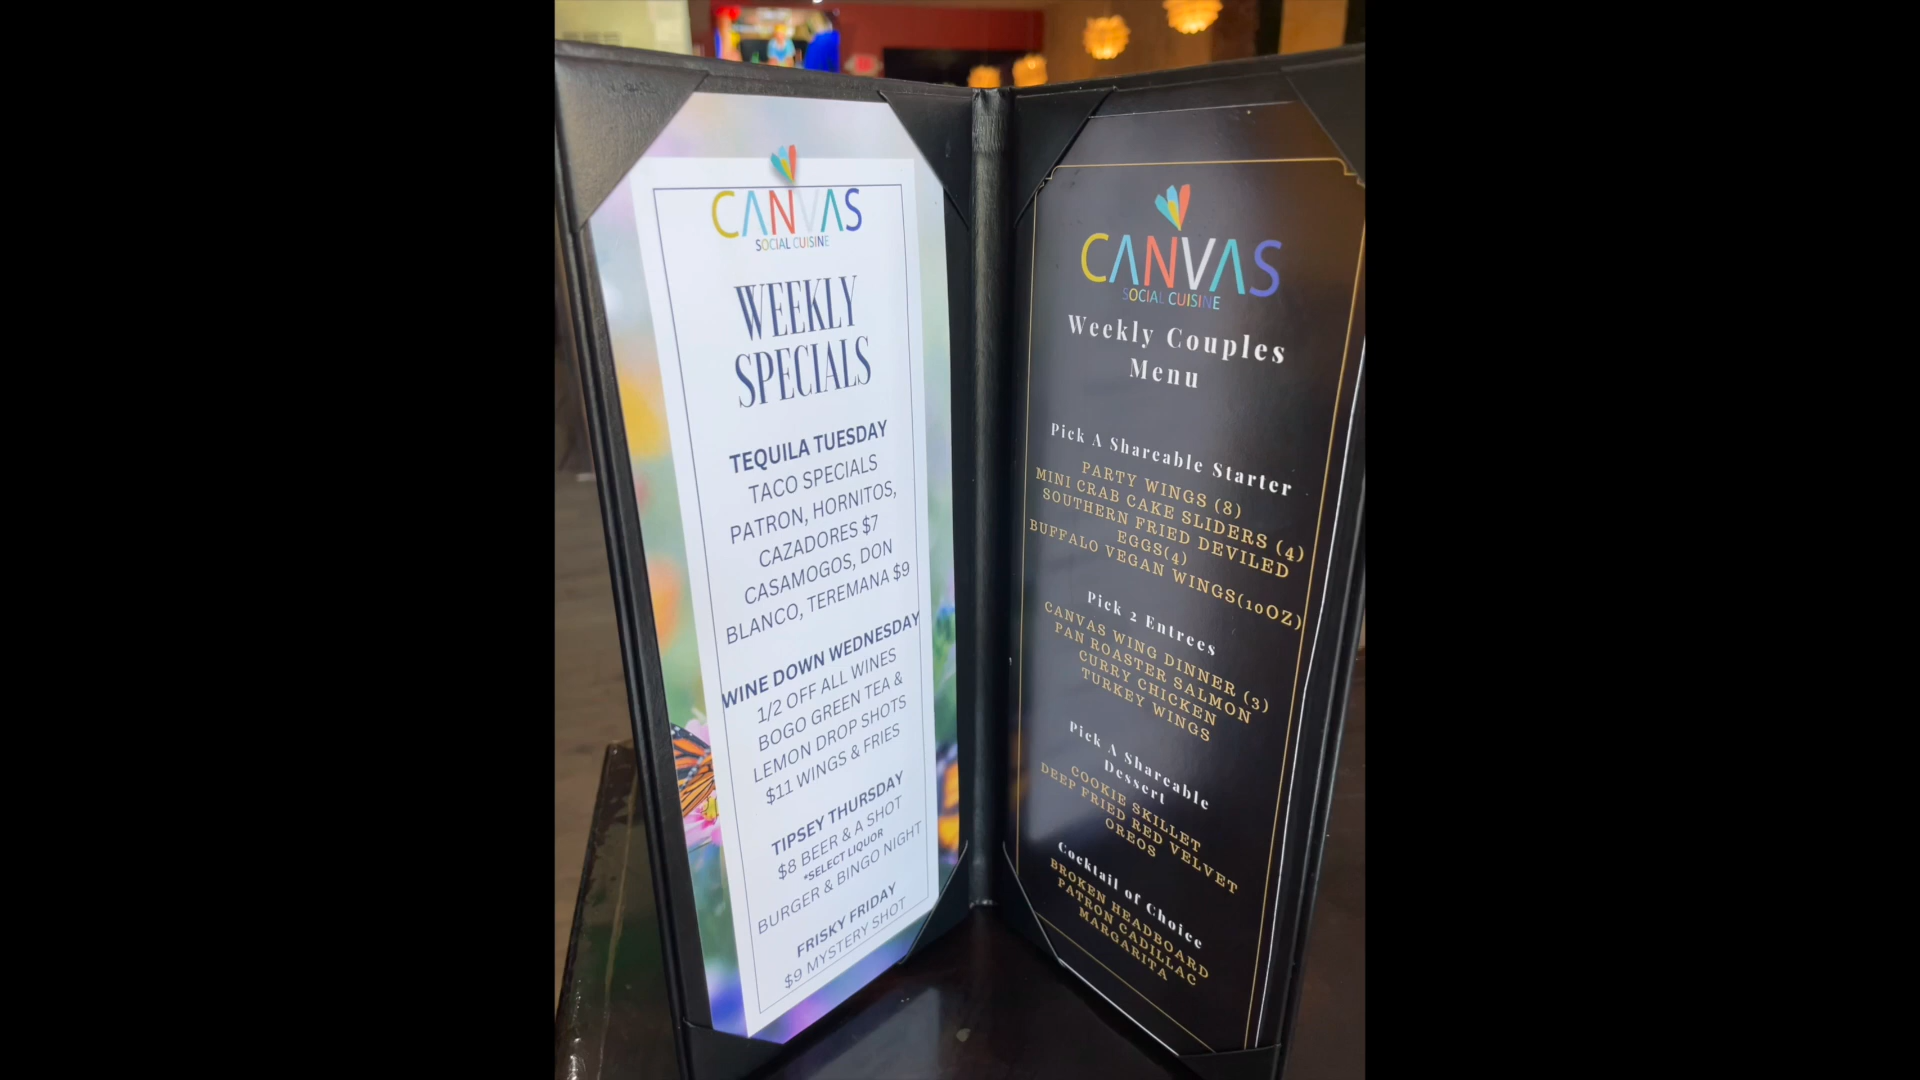 CANVAS
SOCIAL CUISINE
WEEKLY
SPECIALS
TEQUILA TUESDAY
TACO SPECIALS
PATRON, HORNITOS,
CAZADORES $7
CASAMOGOS, DON
BLANCO, TEREMANA $9
WINE DOWN WEDNESDAY
1/2 OFF ALL WINES
BOGO GREEN TEA &
LEMON DROP SHOTS
$11 WINGS & FRIES
TIPSEY THURSDAY
$8 BEER & A SHOT
*SELECT LIQUOR
BURGER & BINGO NIGHT
FRISKY FRIDAY
$9 MYSTERY SHOT
CANVAS
SOCIAL CUISINE
Weekly Couples
Menu
Pick A Shareable Starter
PARTY WINGS (8)
MINI CRAB CAKE SLIDERS (4)
SOUTHERN FRIED DEVILED
EGGS(4)
BUFFALO VEGAN WINGS(10OZ)
Pick 2 Entrees
CANVAS WING DINNER (3)
PAN ROASTER SALMON
CURRY CHICKEN
TURKEY WINGS
Pick A Shareable
Dessert
COOKIE SKILLET
DEEP FRIED RED VELVET
OREOS
Cocktail of Choice
BROKEN HEADBOARD
PATRON CADILLAC
MARGARITA